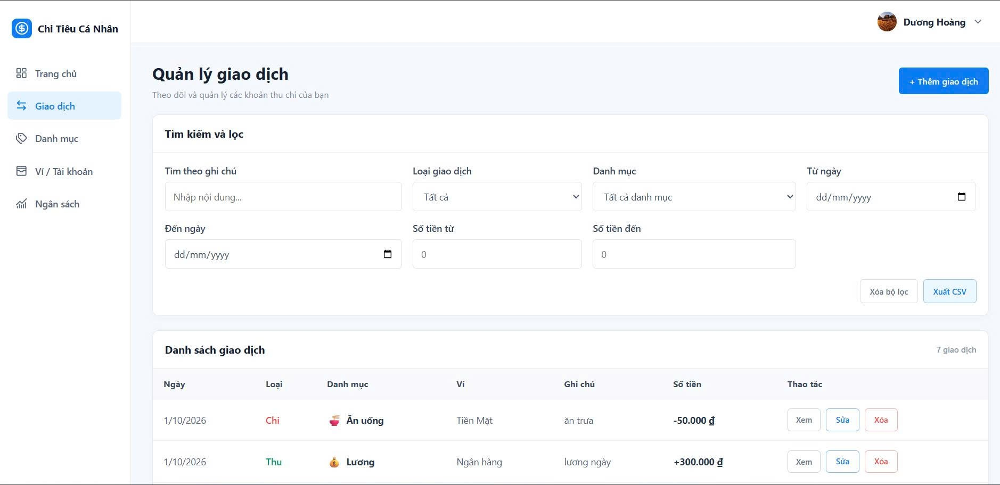 Chi Tiêu Cá Nhân
Dương Hoàng
Trang chủ
Giao dịch
Danh mục
Ví / Tài khoản
Ngân sách
Quản lý giao dịch
Theo dõi và quản lý các khoản thu chi của bạn
+ Thêm giao dịch
Tìm kiếm và lọc
Tìm theo ghi chú Loại giao dịch Danh mục Từ ngày
Nhập nội dung... Tất cả Tất cả danh mục dd/mm/yyyy
Đến ngày Số tiền từ Số tiền đến
dd/mm/yyyy 0 0
Xóa bộ lọc Xuất CSV
Danh sách giao dịch 7 giao dịch
Ngày Loại Danh mục Ví Ghi chú Số tiền Thao tác
1/10/2026 Chi Ăn uống Tiền Mặt ăn trưa -50.000 ₫ Xem Sửa Xóa
1/10/2026 Thu Lương Ngân hàng lương ngày +300.000 ₫ Xem Sửa Xóa